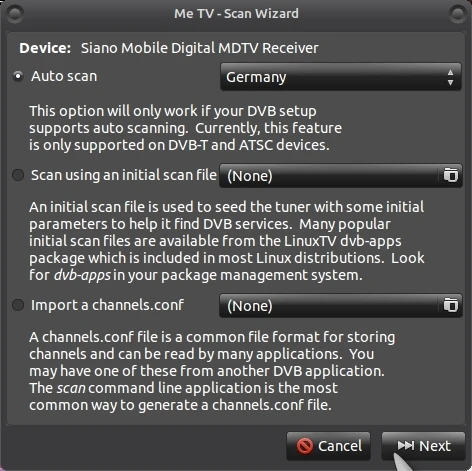 Me TV - Scan Wizard
Device: Siano Mobile Digital MDTV Receiver
Auto scan Germany
This option will only work if your DVB setup
supports auto scanning. Currently, this feature
is only supported on DVB-T and ATSC devices.
Scan using an initial scan file (None)
An initial scan file is used to seed the tuner with some initial
parameters to help it find DVB services. Many popular
initial scan files are available from the LinuxTV dvb-apps
package which is included in most Linux distributions. Look
for dvb-apps in your package management system.
Import a channels.conf (None)
A channels.conf file is a common file format for storing
channels and can be read by many applications. You
may have one of these from another DVB application.
The scan command line application is the most
common way to generate a channels.conf file.
Cancel Next